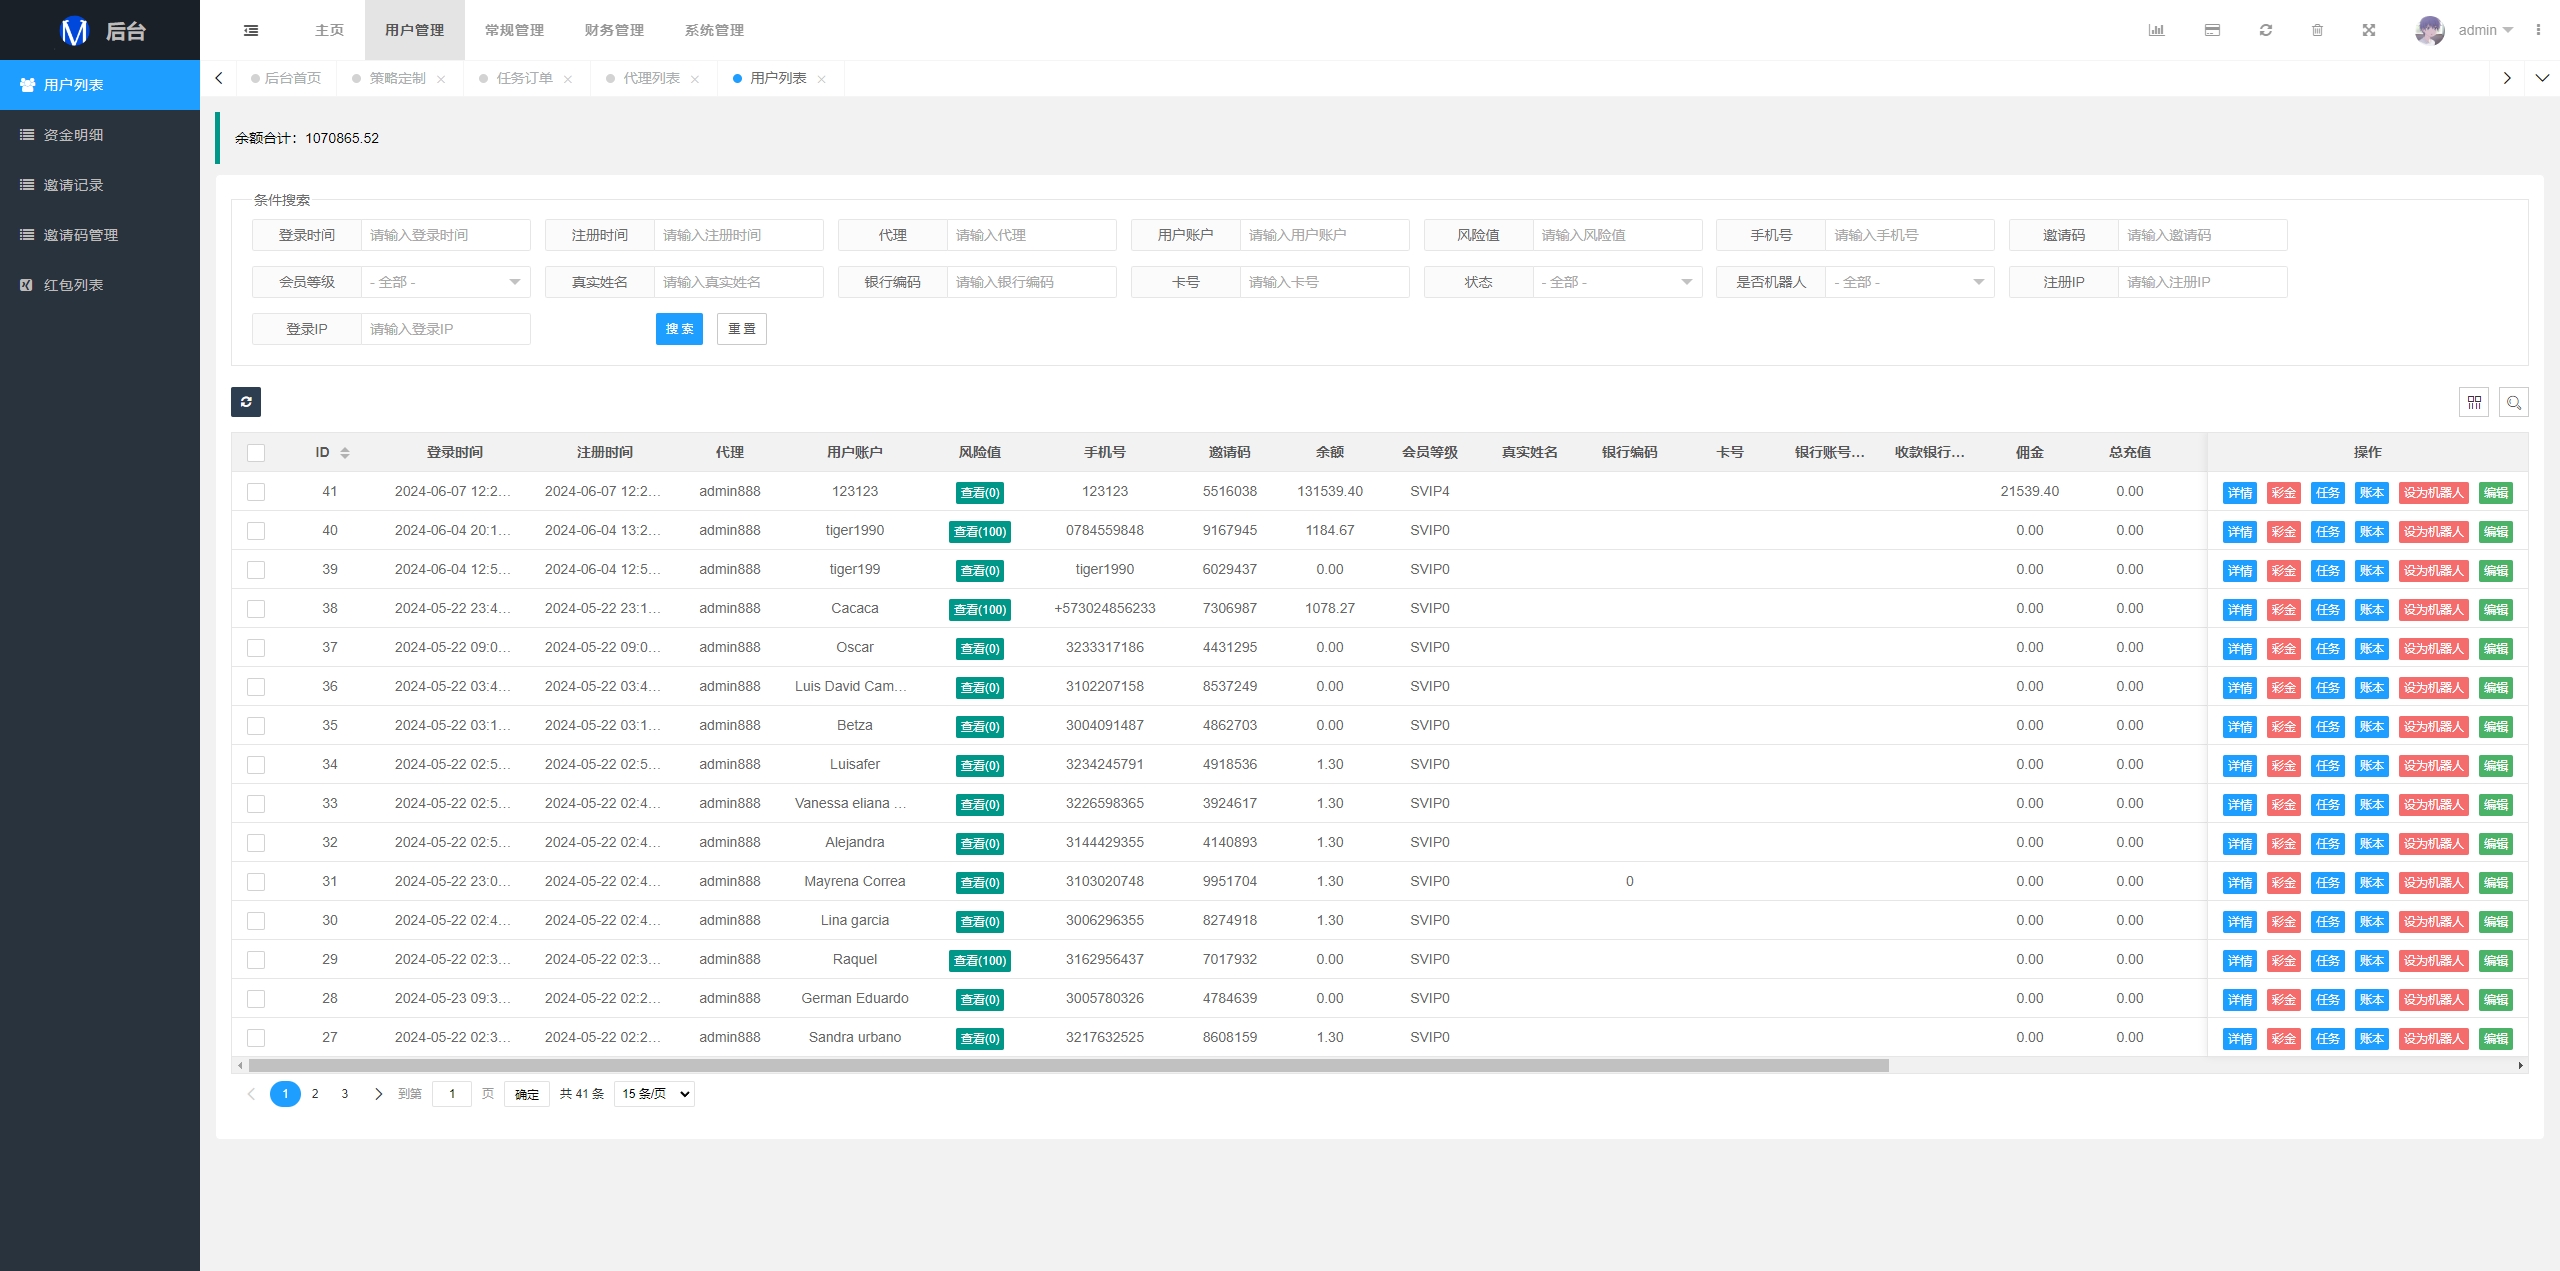 后台
主页 用户管理 常规管理 财务管理 系统管理 admin
后台首页 策略定制 任务订单 代理列表 用户列表
用户列表
资金明细
邀请记录
邀请码管理
红包列表
余额合计：1070865.52
条件搜索
登录时间 请输入登录时间 注册时间 请输入注册时间 代理 请输入代理 用户账户 请输入用户账户 风险值 请输入风险值 手机号 请输入手机号 邀请码 请输入邀请码
会员等级 - 全部 - 真实姓名 请输入真实姓名 银行编码 请输入银行编码 卡号 请输入卡号 状态 - 全部 - 是否机器人 - 全部 - 注册IP 请输入注册IP
登录IP 请输入登录IP 搜 索 重 置
ID 登录时间 注册时间 代理 用户账户 风险值 手机号 邀请码 余额 会员等级 真实姓名 银行编码 卡号 银行账号... 收款银行... 佣金 总充值 操作
41 2024-06-07 12:2... 2024-06-07 12:2... admin888 123123 查看(0) 123123 5516038 131539.40 SVIP4 21539.40 0.00 详情 彩金 任务 账本 设为机器人 编辑
40 2024-06-04 20:1... 2024-06-04 13:2... admin888 tiger1990 查看(100) 0784559848 9167945 1184.67 SVIP0 0.00 0.00 详情 彩金 任务 账本 设为机器人 编辑
39 2024-06-04 12:5... 2024-06-04 12:5... admin888 tiger199 查看(0) tiger1990 6029437 0.00 SVIP0 0.00 0.00 详情 彩金 任务 账本 设为机器人 编辑
38 2024-05-22 23:4... 2024-05-22 23:1... admin888 Cacaca 查看(100) +573024856233 7306987 1078.27 SVIP0 0.00 0.00 详情 彩金 任务 账本 设为机器人 编辑
37 2024-05-22 09:0... 2024-05-22 09:0... admin888 Oscar 查看(0) 3233317186 4431295 0.00 SVIP0 0.00 0.00 详情 彩金 任务 账本 设为机器人 编辑
36 2024-05-22 03:4... 2024-05-22 03:4... admin888 Luis David Cam... 查看(0) 3102207158 8537249 0.00 SVIP0 0.00 0.00 详情 彩金 任务 账本 设为机器人 编辑
35 2024-05-22 03:1... 2024-05-22 03:1... admin888 Betza 查看(0) 3004091487 4862703 0.00 SVIP0 0.00 0.00 详情 彩金 任务 账本 设为机器人 编辑
34 2024-05-22 02:5... 2024-05-22 02:5... admin888 Luisafer 查看(0) 3234245791 4918536 1.30 SVIP0 0.00 0.00 详情 彩金 任务 账本 设为机器人 编辑
33 2024-05-22 02:5... 2024-05-22 02:4... admin888 Vanessa eliana ... 查看(0) 3226598365 3924617 1.30 SVIP0 0.00 0.00 详情 彩金 任务 账本 设为机器人 编辑
32 2024-05-22 02:5... 2024-05-22 02:4... admin888 Alejandra 查看(0) 3144429355 4140893 1.30 SVIP0 0.00 0.00 详情 彩金 任务 账本 设为机器人 编辑
31 2024-05-22 23:0... 2024-05-22 02:4... admin888 Mayrena Correa 查看(0) 3103020748 9951704 1.30 SVIP0 0 0.00 0.00 详情 彩金 任务 账本 设为机器人 编辑
30 2024-05-22 02:4... 2024-05-22 02:4... admin888 Lina garcia 查看(0) 3006296355 8274918 1.30 SVIP0 0.00 0.00 详情 彩金 任务 账本 设为机器人 编辑
29 2024-05-22 02:3... 2024-05-22 02:3... admin888 Raquel 查看(100) 3162956437 7017932 0.00 SVIP0 0.00 0.00 详情 彩金 任务 账本 设为机器人 编辑
28 2024-05-23 09:3... 2024-05-22 02:2... admin888 German Eduardo 查看(0) 3005780326 4784639 0.00 SVIP0 0.00 0.00 详情 彩金 任务 账本 设为机器人 编辑
27 2024-05-22 02:3... 2024-05-22 02:2... admin888 Sandra urbano 查看(0) 3217632525 8608159 1.30 SVIP0 0.00 0.00 详情 彩金 任务 账本 设为机器人 编辑
1 2 3 到第 1 页 确定 共 41 条 15 条/页